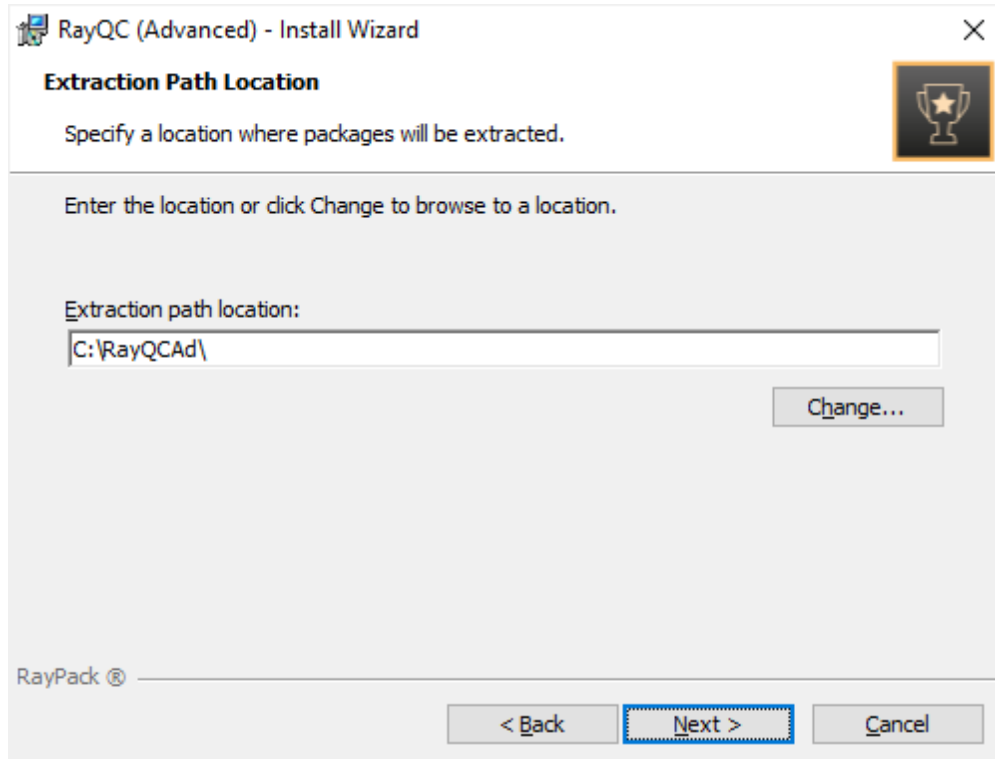 RayQC (Advanced) - Install Wizard
Extraction Path Location
Specify a location where packages will be extracted.
Enter the location or click Change to browse to a location.
Extraction path location:
C:\RayQCAd\
Change...
RayPack ®
< Back Next > Cancel